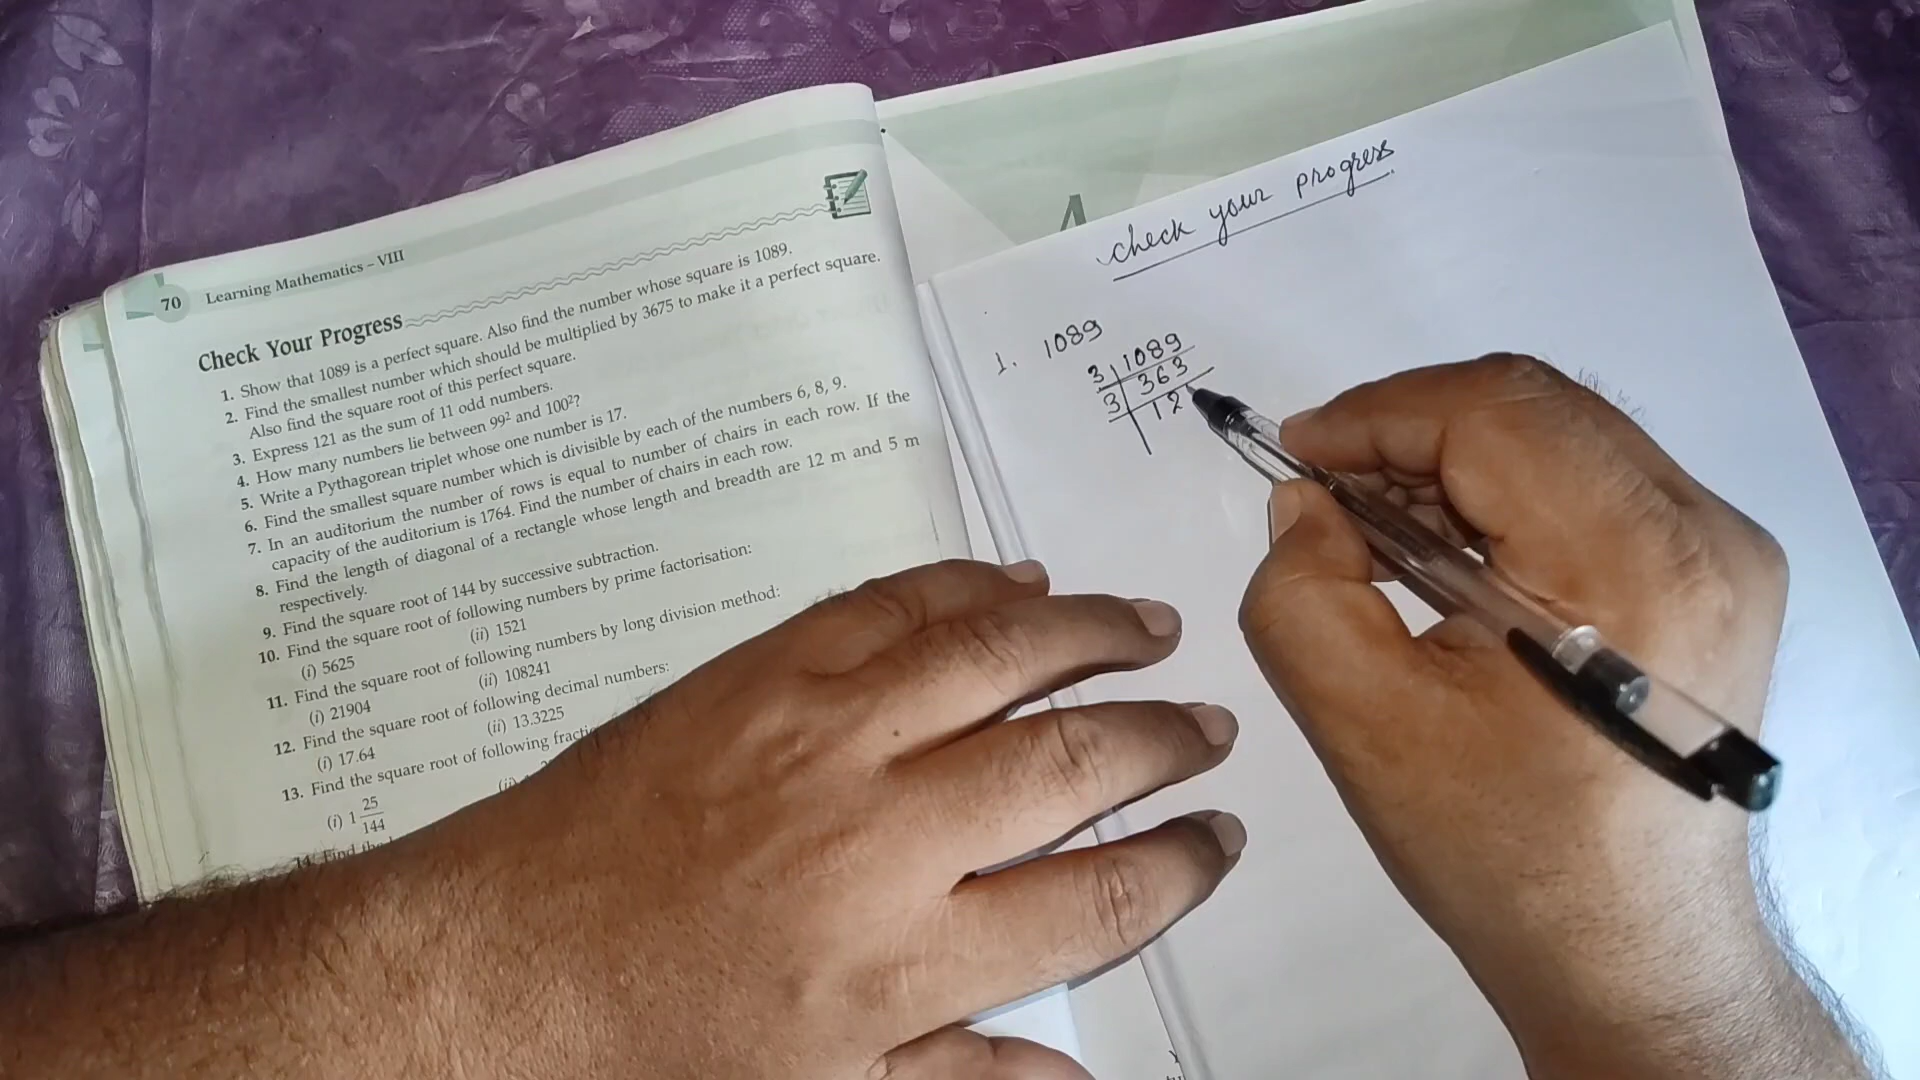 70 Learning Mathematics – VIII
Check Your Progress
1. Show that 1089 is a perfect square. Also find the number whose square is 1089.
2. Find the smallest number which should be multiplied by 3675 to make it a perfect square.
Also find the square root of this perfect square.
3. Express 121 as the sum of 11 odd numbers.
4. How many numbers lie between 99² and 100²?
5. Write a Pythagorean triplet whose one number is 17.
6. Find the smallest square number which is divisible by each of the numbers 6, 8, 9.
7. In an auditorium the number of rows is equal to number of chairs in each row. If the
capacity of the auditorium is 1764. Find the number of chairs in each row.
8. Find the length of diagonal of a rectangle whose length and breadth are 12 m and 5 m
respectively.
9. Find the square root of 144 by successive subtraction.
10. Find the square root of following numbers by prime factorisation:
(i) 5625 (ii) 1521
11. Find the square root of following numbers by long division method:
(i) 21904 (ii) 108241
12. Find the square root of following decimal numbers:
(i) 17.64 (ii) 13.3225
13. Find the square root of following
(i) 1 25/144 (ii)
14. Find the
check your progress
1. 1089
3 1089
3 363
12